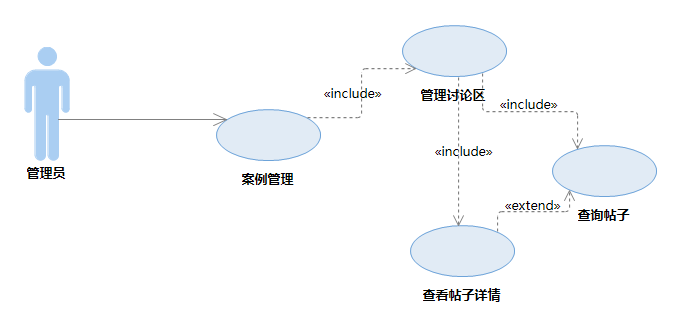 管理员
案例管理
«include»
管理讨论区
«include»
«include»
查询帖子
«extend»
查看帖子详情